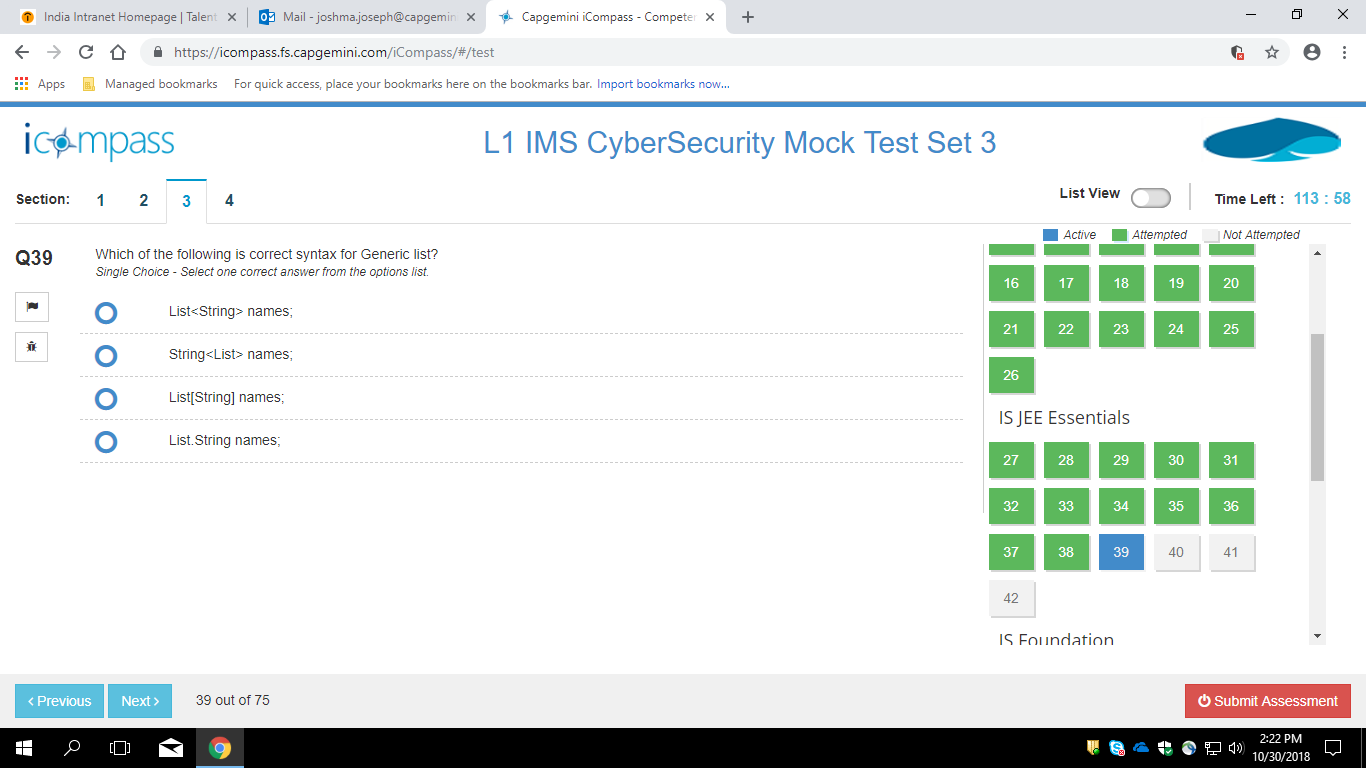 India Intranet Homepage | Talent
Mail - joshma.joseph@capgemin
Capgemini iCompass - Competen
https://icompass.fs.capgemini.com/iCompass/#/test
Apps Managed bookmarks For quick access, place your bookmarks here on the bookmarks bar. Import bookmarks now...
icompass
L1 IMS CyberSecurity Mock Test Set 3
Section: 1 2 3 4
List View
Time Left : 113 : 58
Active Attempted Not Attempted
Q39
Which of the following is correct syntax for Generic list?
Single Choice - Select one correct answer from the options list.
List<String> names;
String<List> names;
List[String] names;
List.String names;
16 17 18 19 20
21 22 23 24 25
26
IS JEE Essentials
27 28 29 30 31
32 33 34 35 36
37 38 39 40 41
42
IS Foundation
Previous
Next
39 out of 75
Submit Assessment
2:22 PM
10/30/2018